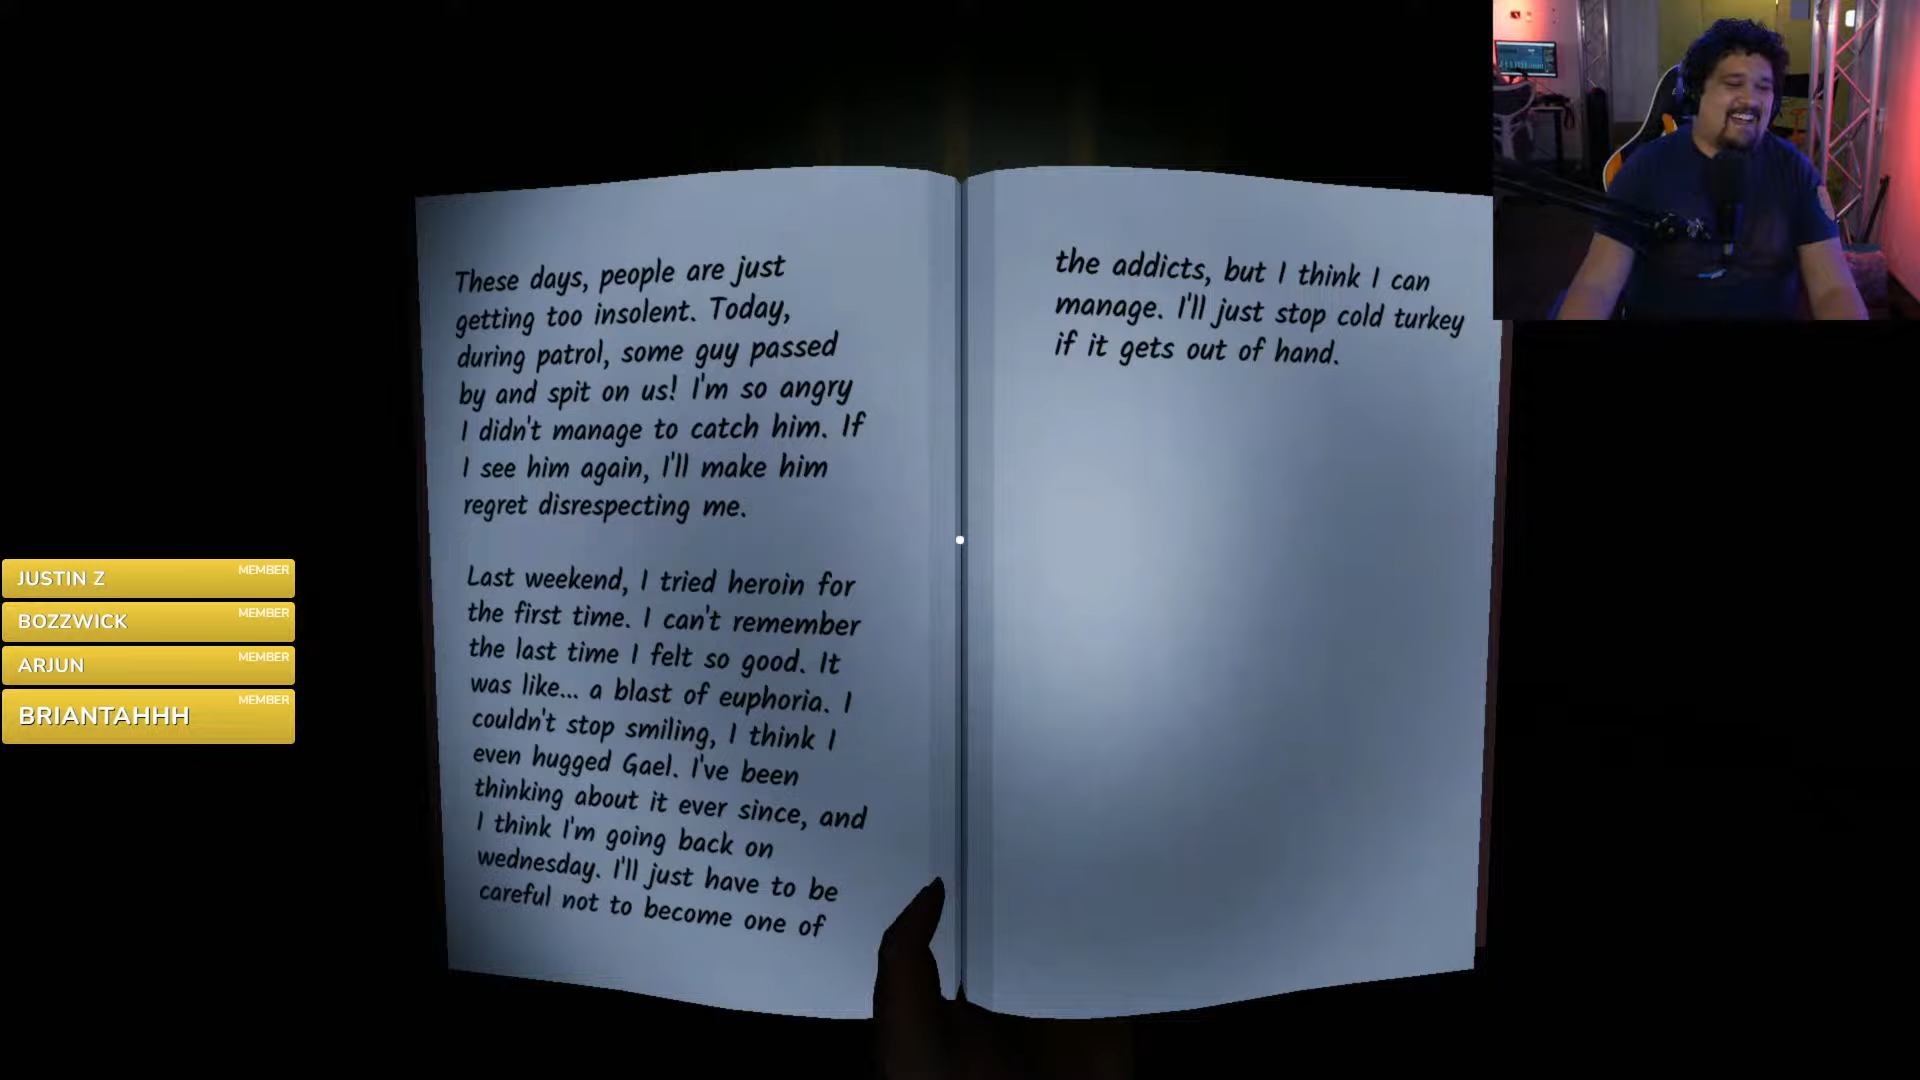 These days, people are just
getting too insolent. Today,
during patrol, some guy passed
by and spit on us! I'm so angry
I didn't manage to catch him. If
I see him again, I'll make him
regret disrespecting me.
Last weekend, I tried heroin for
the first time. I can't remember
the last time I felt so good. It
was like... a blast of euphoria. I
couldn't stop smiling, I think I
even hugged Gael. I've been
thinking about it ever since, and
I think I'm going back on
wednesday. I'll just have to be
careful not to become one of
the addicts, but I think I can
manage. I'll just stop cold turkey
if it gets out of hand.
JUSTIN Z MEMBER
BOZZWICK MEMBER
ARJUN MEMBER
BRIANTAHHH MEMBER